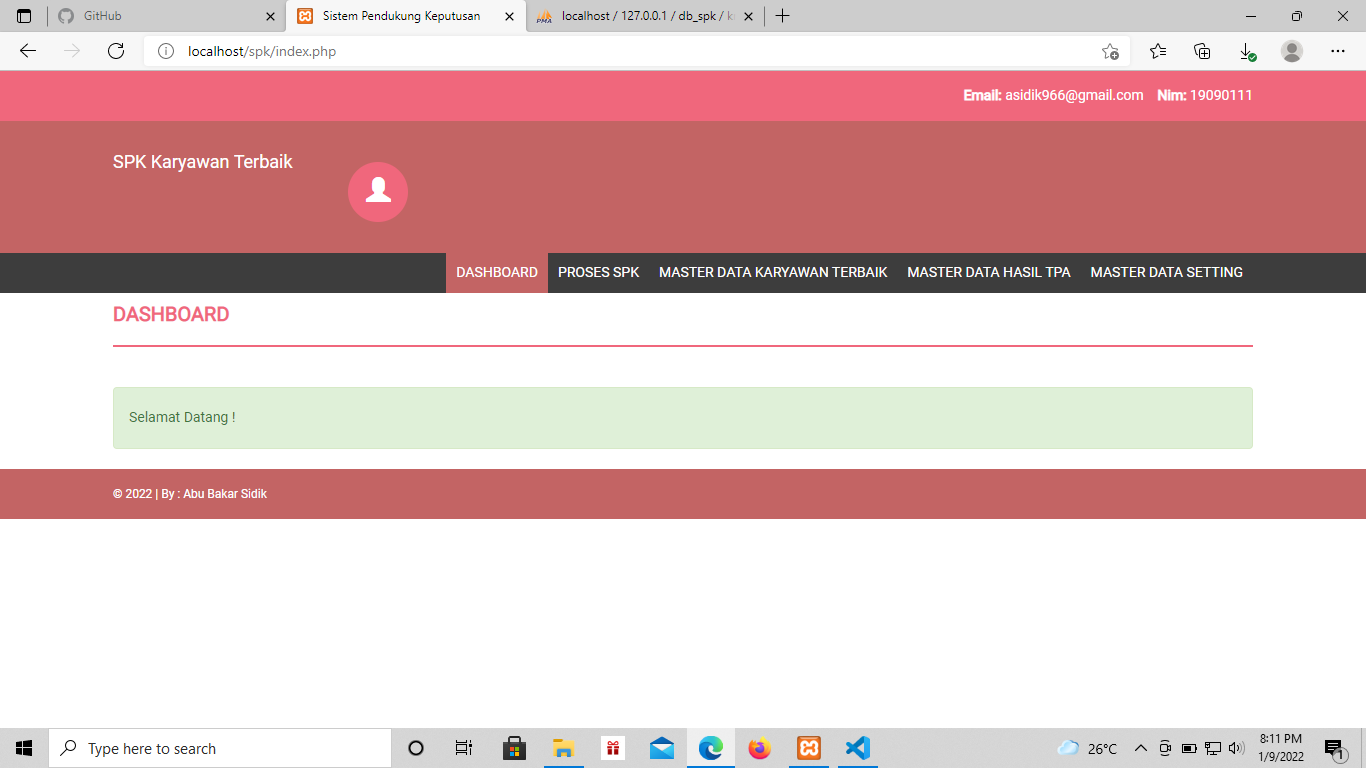 GitHub
Sistem Pendukung Keputusan
localhost / 127.0.0.1 / db_spk /
localhost/spk/index.php
Email: asidik966@gmail.com Nim: 19090111
SPK Karyawan Terbaik
DASHBOARD PROSES SPK MASTER DATA KARYAWAN TERBAIK MASTER DATA HASIL TPA MASTER DATA SETTING
DASHBOARD
Selamat Datang !
© 2022 | By : Abu Bakar Sidik
Type here to search
26°C
8:11 PM
1/9/2022
1